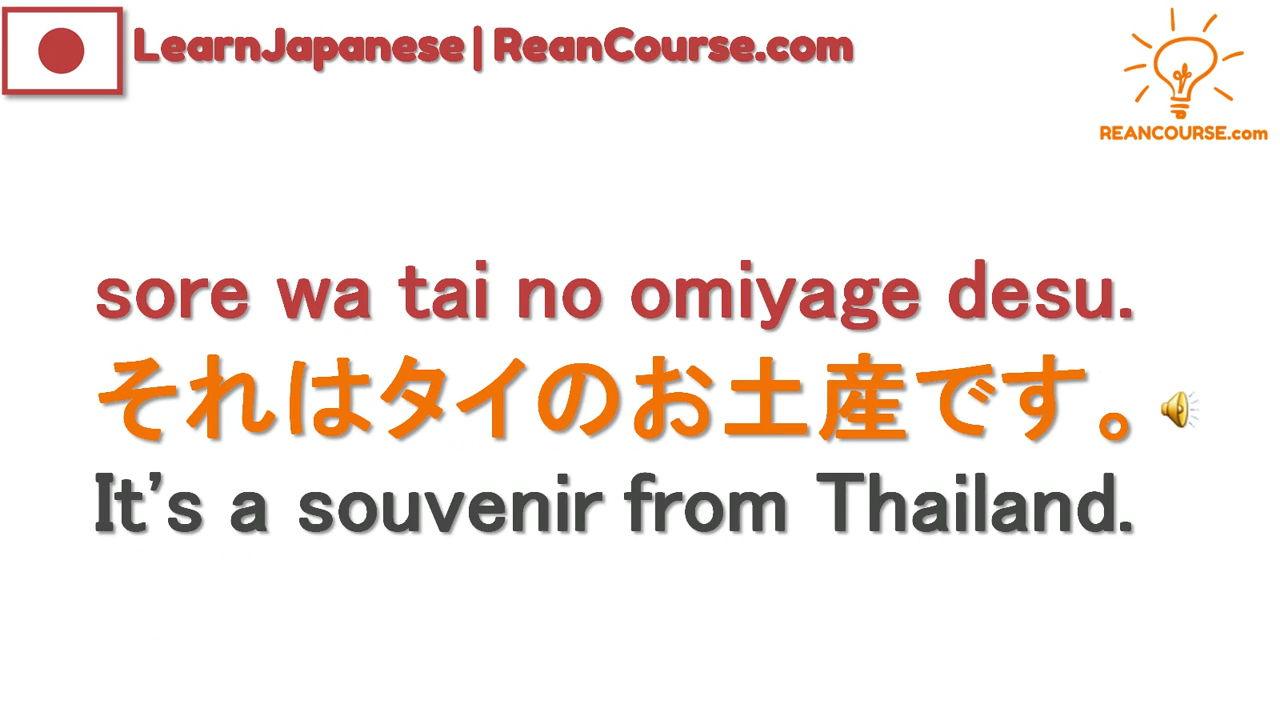 LearnJapanese | ReanCourse.com
REANCOURSE.com
sore wa tai no omiyage desu.
それはタイのお土産です。
It's a souvenir from Thailand.